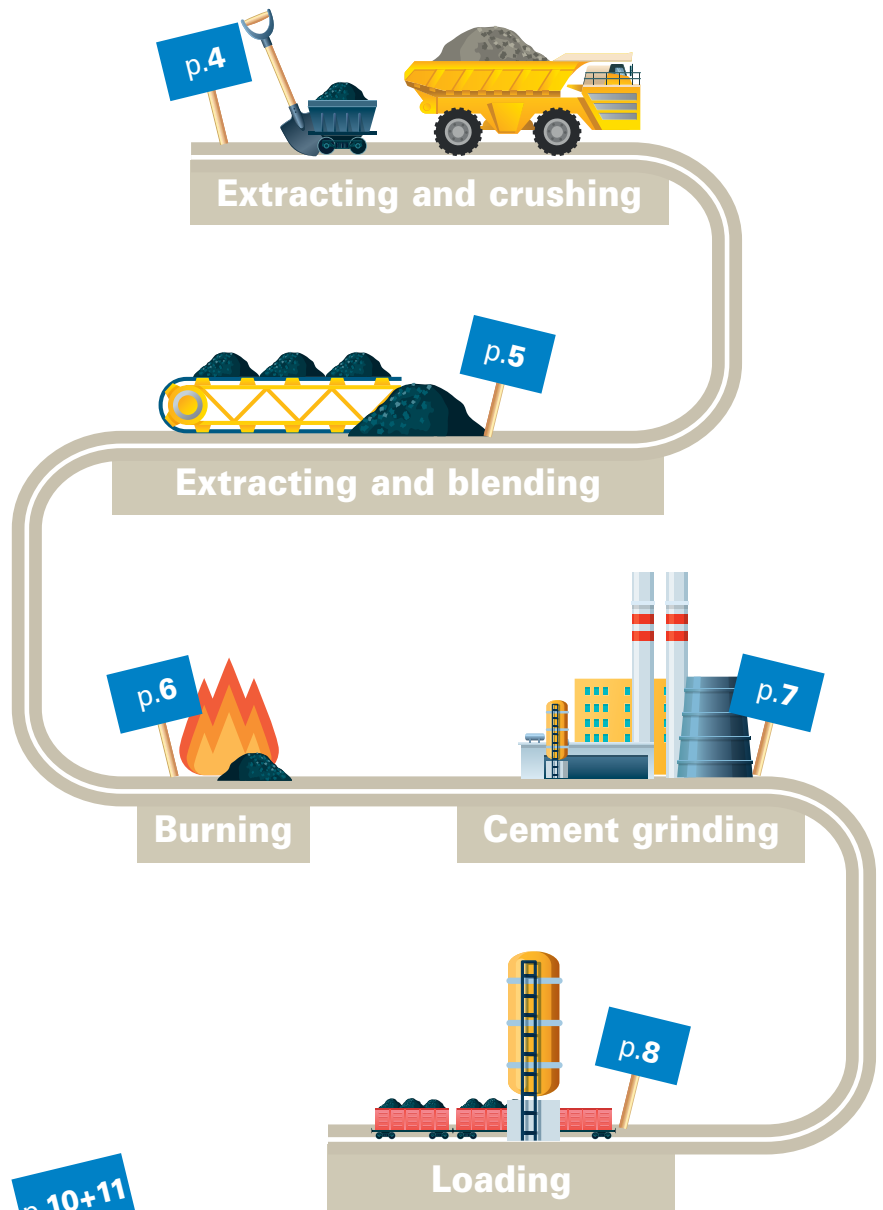 p.4
Extracting and crushing
p.5
Extracting and blending
p.6
p.7
Burning
Cement grinding
p.8
Loading
p.10+11